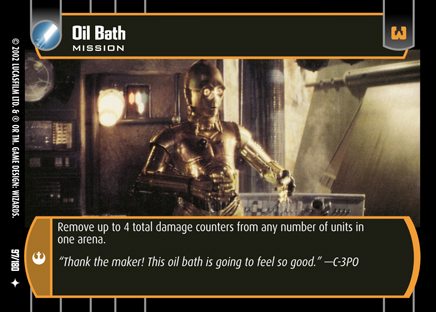 Oil Bath
MISSION
3
Remove up to 4 total damage counters from any number of units in
one arena.
“Thank the maker! This oil bath is going to feel so good.” —C-3PO
© 2002 LUCASFILM LTD. & ® OR TM. GAME DESIGN: WIZARDS.
97/180